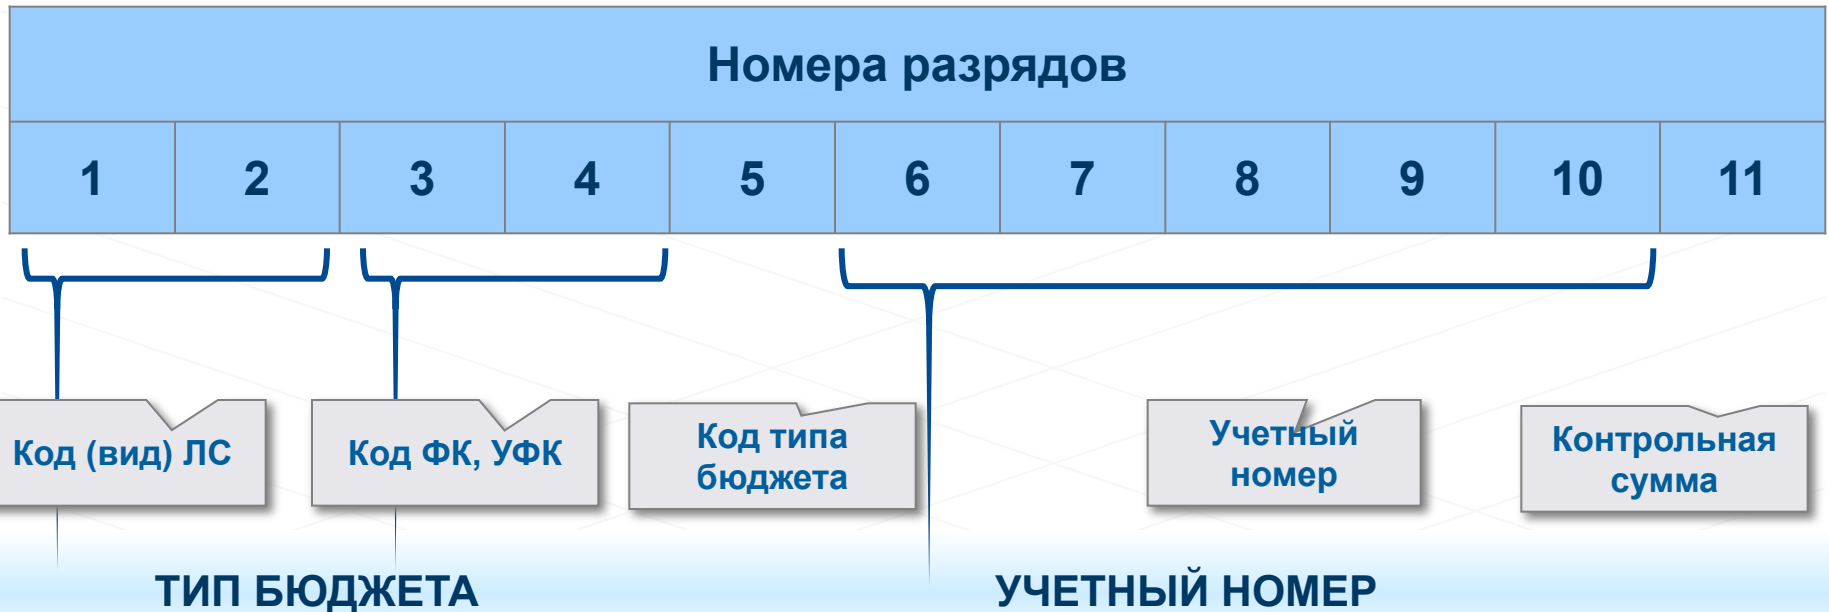 Номера разрядов
1 2 3 4 5 6 7 8 9 10 11
Код (вид) ЛС
Код ФК, УФК
Код типа
бюджета
Учетный
номер
Контрольная
сумма
ТИП БЮДЖЕТА
УЧЕТНЫЙ НОМЕР